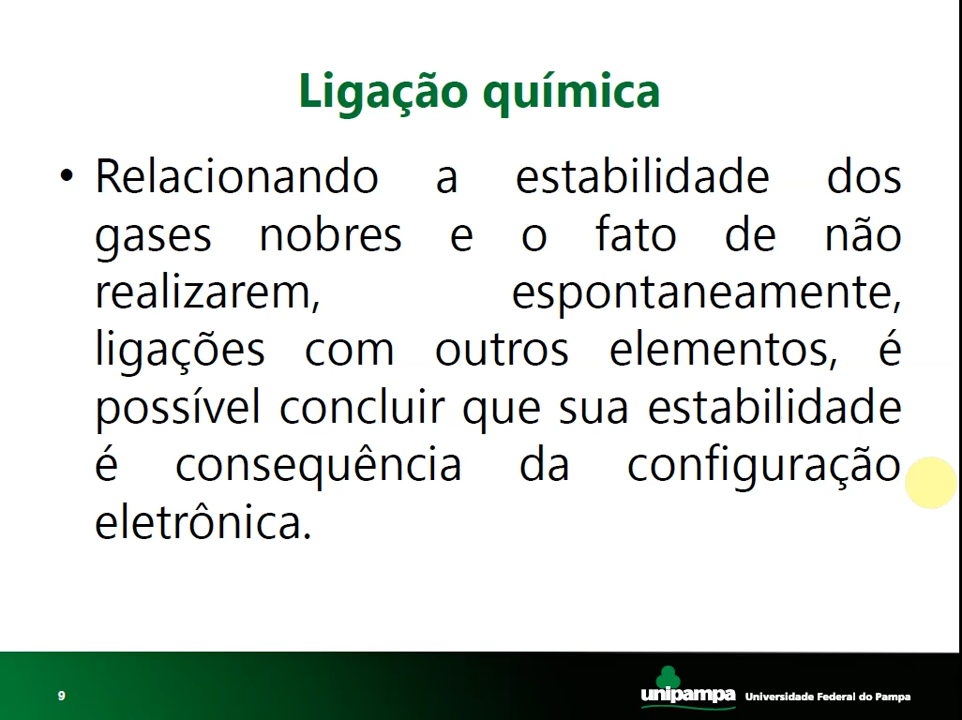 Ligação química
• Relacionando a estabilidade dos
gases nobres e o fato de não
realizarem, espontaneamente,
ligações com outros elementos, é
possível concluir que sua estabilidade
é consequência da configuração
eletrônica.
9
unipampa Universidade Federal do Pampa